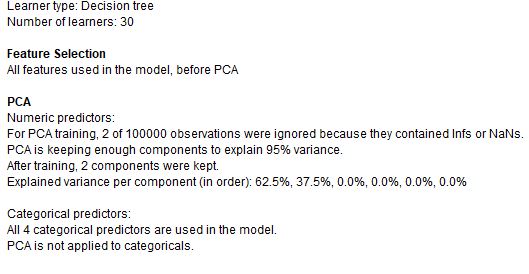 Learner type: Decision tree
Number of learners: 30
Feature Selection
All features used in the model, before PCA
PCA
Numeric predictors:
For PCA training, 2 of 100000 observations were ignored because they contained Infs or NaNs.
PCA is keeping enough components to explain 95% variance.
After training, 2 components were kept.
Explained variance per component (in order): 62.5%, 37.5%, 0.0%, 0.0%, 0.0%, 0.0%
Categorical predictors:
All 4 categorical predictors are used in the model.
PCA is not applied to categoricals.